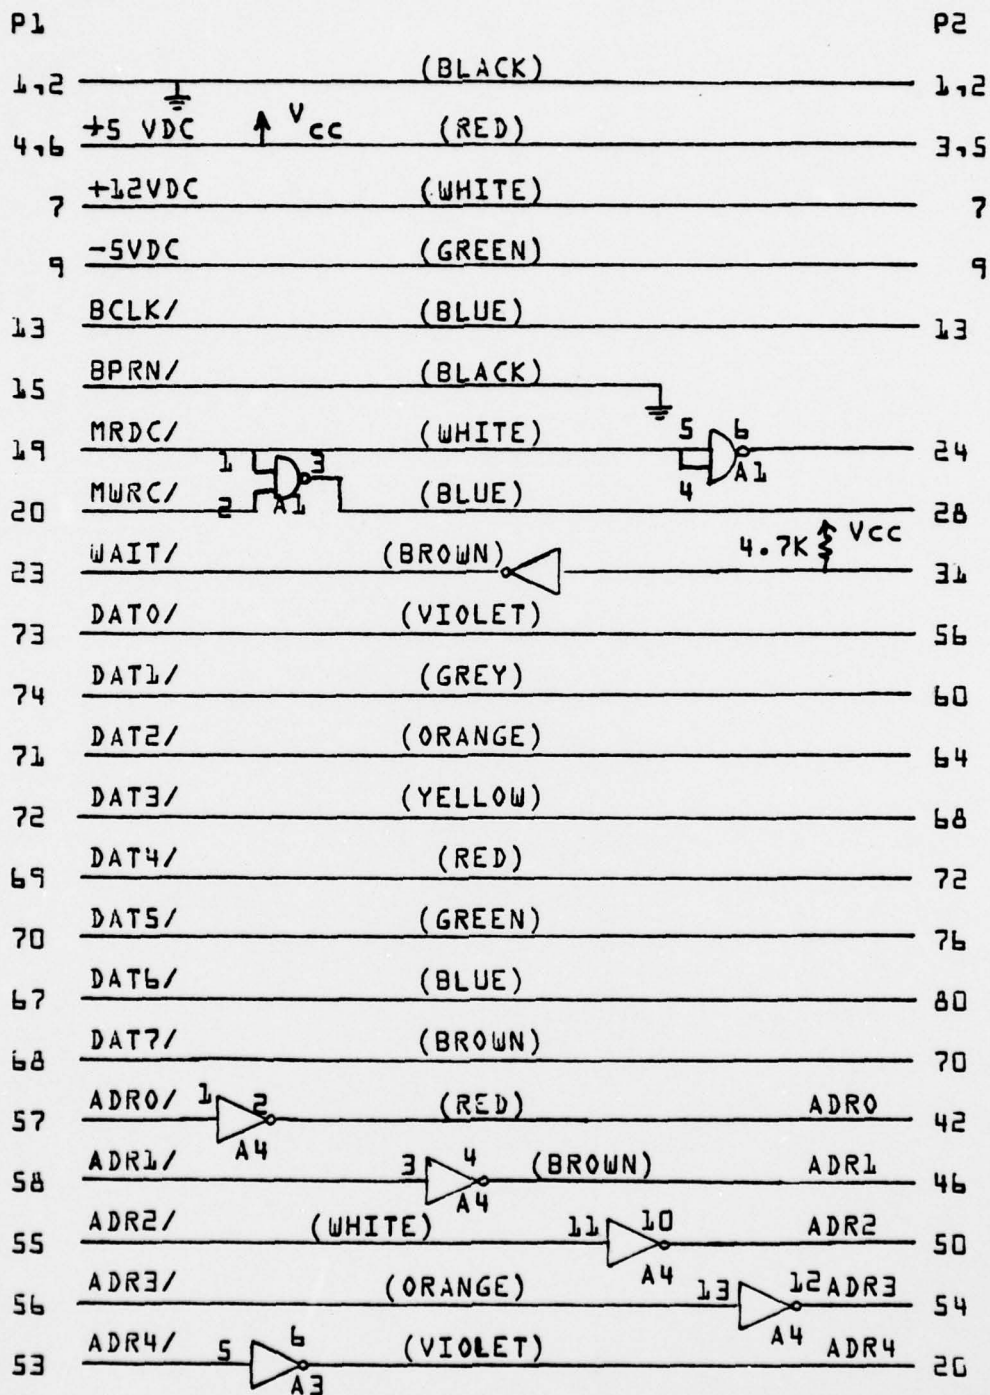 P1 P2
1,2 (BLACK) 1,2
4,6 +5 VDC VCC (RED) 3,5
7 +12VDC (WHITE) 7
9 -5VDC (GREEN) 9
13 BCLK/ (BLUE) 13
15 BPRN/ (BLACK)
19 MRDC/ (WHITE) 5 6 24
1 3 4 A1
20 MWRC/ 2 A1 (BLUE) 28
4.7K VCC
23 WAIT/ (BROWN) 31
73 DAT0/ (VIOLET) 56
74 DAT1/ (GREY) 60
71 DAT2/ (ORANGE) 64
72 DAT3/ (YELLOW) 68
69 DAT4/ (RED) 72
70 DAT5/ (GREEN) 76
67 DAT6/ (BLUE) 80
68 DAT7/ (BROWN) 70
57 ADR0/ 1 2 A4 (RED) ADR0 42
58 ADR1/ 3 4 A4 (BROWN) ADR1 46
55 ADR2/ (WHITE) 11 10 A4 ADR2 50
56 ADR3/ (ORANGE) 13 12 A4 ADR3 54
53 ADR4/ 5 6 A3 (VIOLET) ADR4